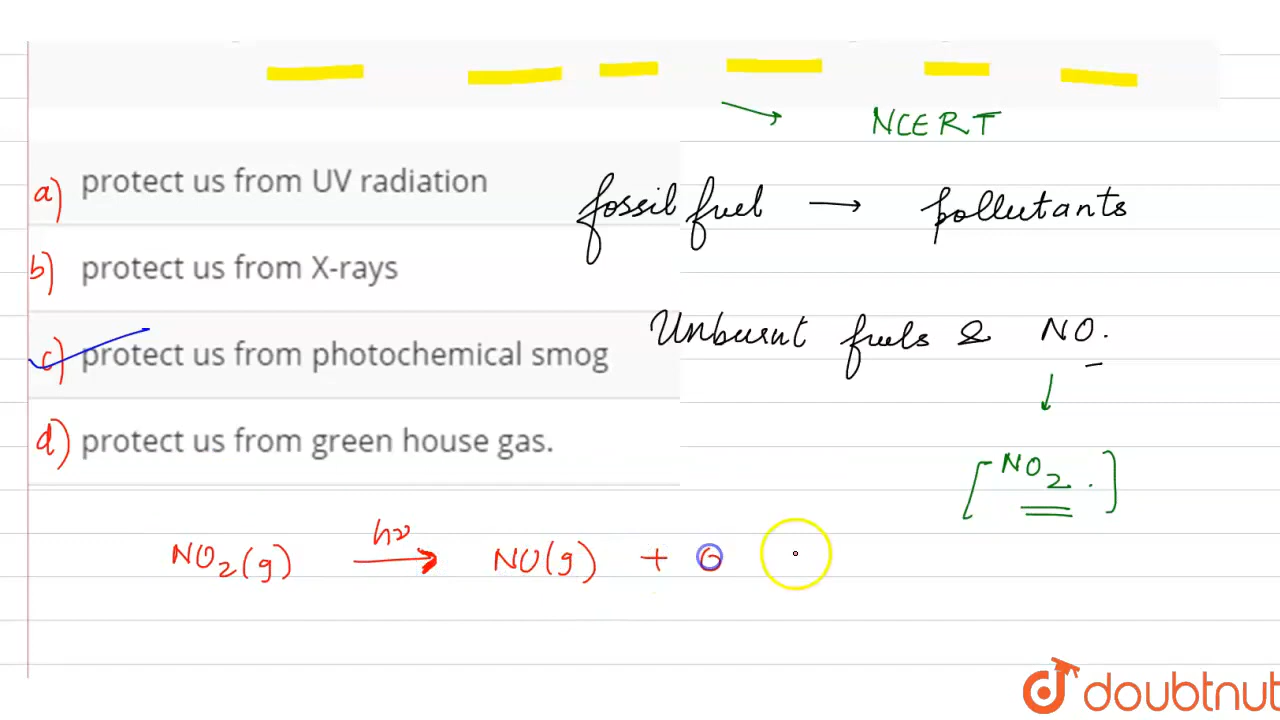 NCERT
a) protect us from UV radiation
fossil fuel → pollutants
b) protect us from X-rays
Unburnt fuels & NO.
c) protect us from photochemical smog
d) protect us from green house gas.
[NO2.]
NO2(g) hν → NO(g) + O
doubtnut